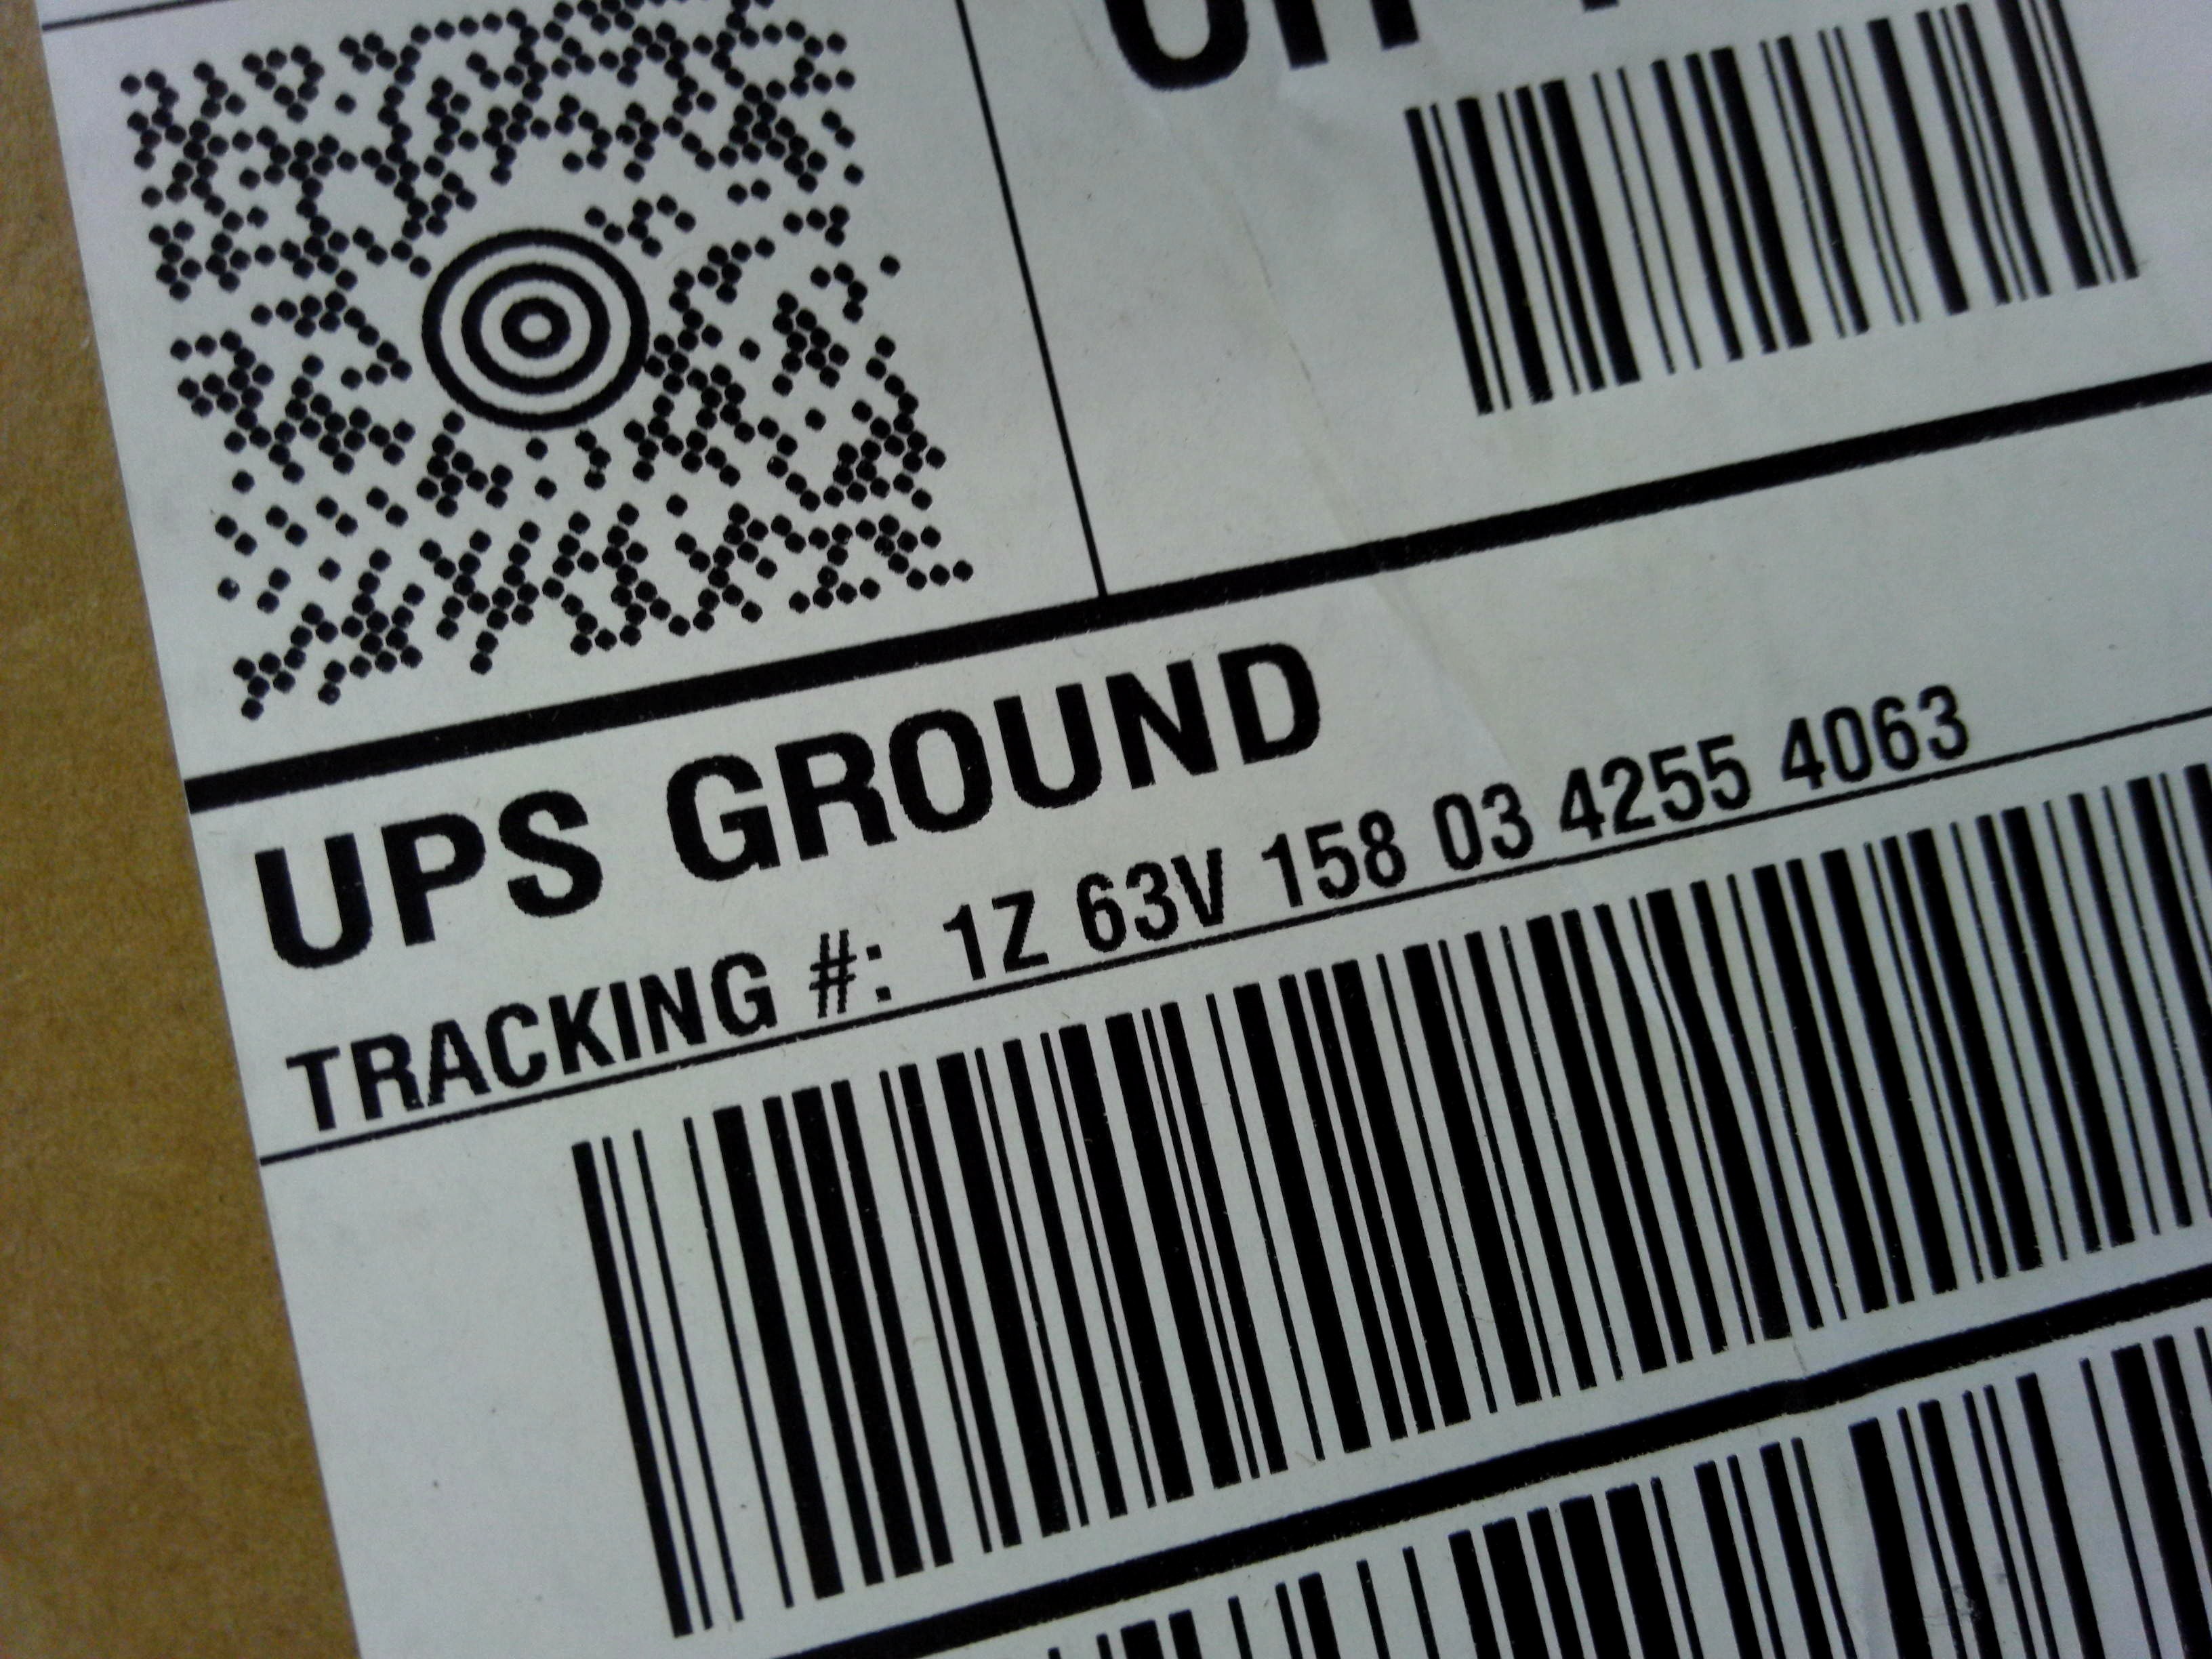 UPS GROUND
TRACKING #: 1Z 63V 158 03 4255 4063